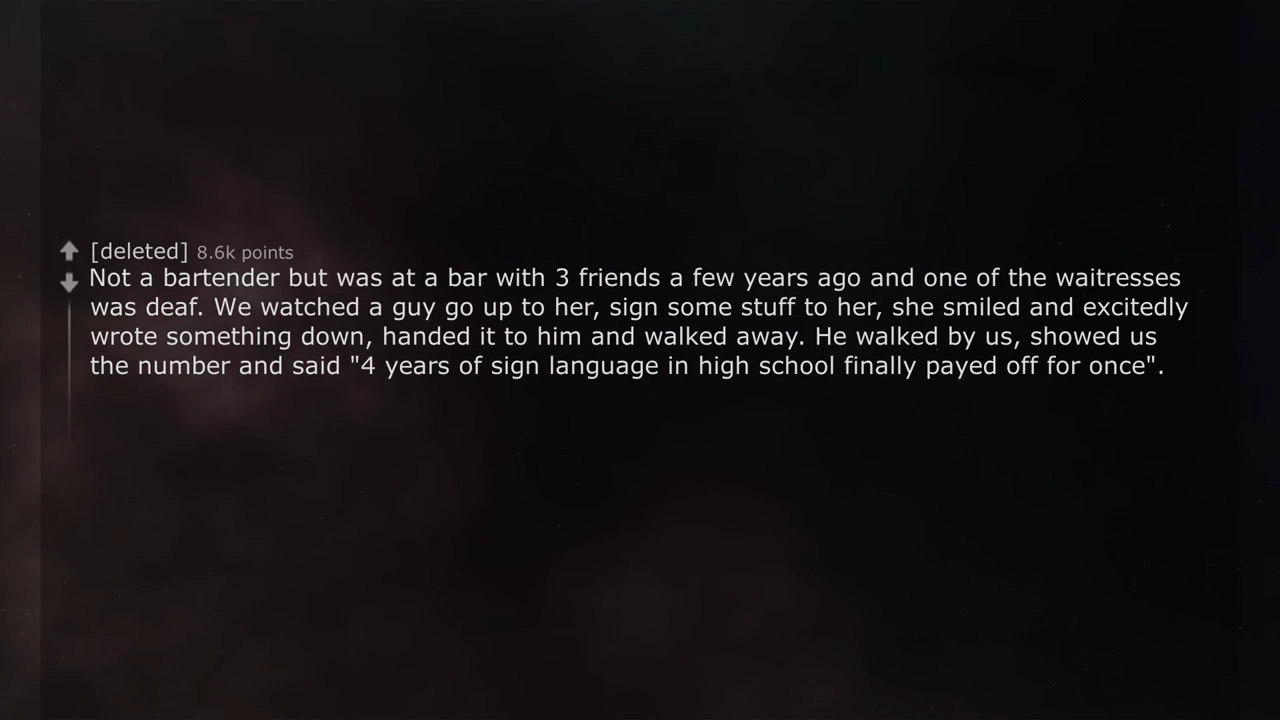 [deleted] 8.6k points
Not a bartender but was at a bar with 3 friends a few years ago and one of the waitresses
was deaf. We watched a guy go up to her, sign some stuff to her, she smiled and excitedly
wrote something down, handed it to him and walked away. He walked by us, showed us
the number and said "4 years of sign language in high school finally payed off for once".